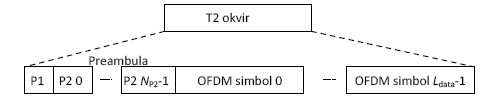 T2 okvir
Preambula
P1 P2 0 P2 N_P2-1 OFDM simbol 0 OFDM simbol L_data-1